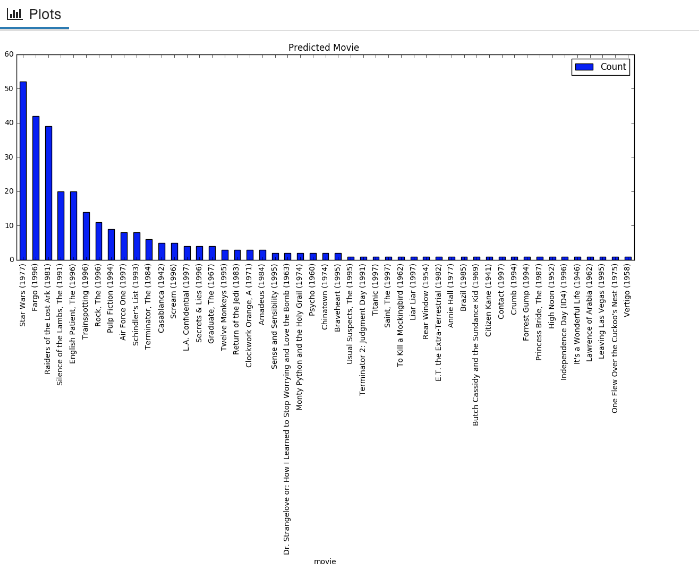 Plots
Predicted Movie
Count
60
50
40
30
20
10
0
Star Wars (1977)
Fargo (1996)
Raiders of the Lost Ark (1981)
Silence of the Lambs, The (1991)
English Patient, The (1996)
Trainspotting (1996)
Rock, The (1996)
Pulp Fiction (1994)
Air Force One (1997)
Schindler's List (1993)
Terminator, The (1984)
Casablanca (1942)
Scream (1996)
L.A. Confidential (1997)
Secrets & Lies (1996)
Graduate, The (1967)
Twelve Monkeys (1995)
Return of the Jedi (1983)
Clockwork Orange, A (1971)
Amadeus (1984)
Sense and Sensibility (1995)
Dr. Strangelove or: How I Learned to Stop Worrying and Love the Bomb (1963)
Monty Python and the Holy Grail (1974)
Psycho (1960)
Chinatown (1974)
Braveheart (1995)
Usual Suspects, The (1995)
Terminator 2: Judgment Day (1991)
Titanic (1997)
Saint, The (1997)
To Kill a Mockingbird (1962)
Liar Liar (1997)
Rear Window (1954)
E.T. the Extra-Terrestrial (1982)
Annie Hall (1977)
Brazil (1985)
Butch Cassidy and the Sundance Kid (1969)
Citizen Kane (1941)
Contact (1997)
Crumb (1994)
Forrest Gump (1994)
Princess Bride, The (1987)
High Noon (1952)
Independence Day (ID4) (1996)
It's a Wonderful Life (1946)
Lawrence of Arabia (1962)
Leaving Las Vegas (1995)
One Flew Over the Cuckoo's Nest (1975)
Vertigo (1958)
movie